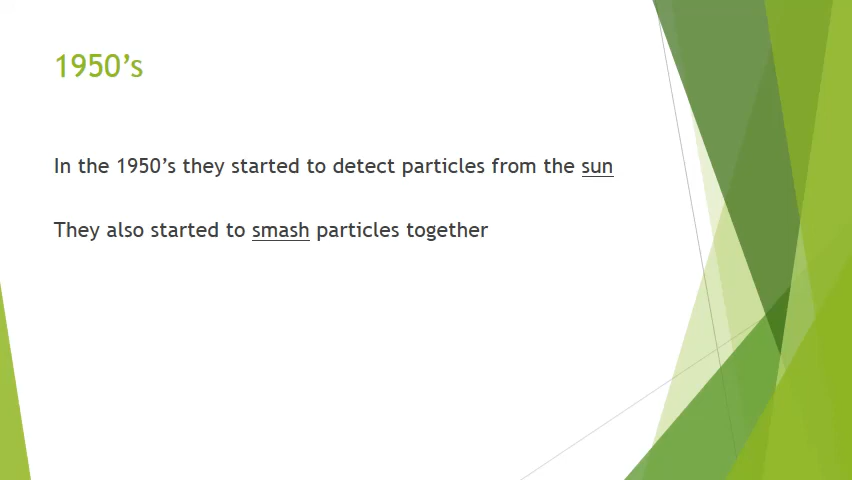 1950’s
In the 1950’s they started to detect particles from the sun
They also started to smash particles together